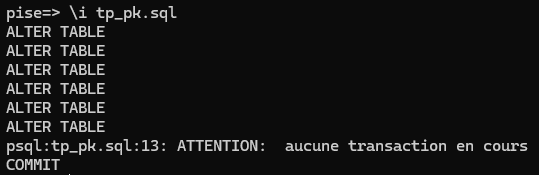 pise=> \i tp_pk.sql
ALTER TABLE
ALTER TABLE
ALTER TABLE
ALTER TABLE
ALTER TABLE
ALTER TABLE
psql:tp_pk.sql:13: ATTENTION:  aucune transaction en cours
COMMIT